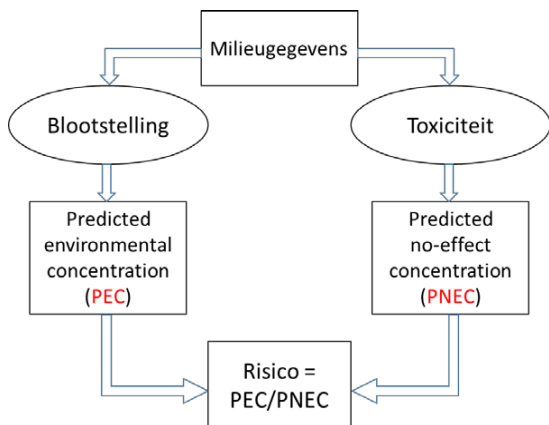 Milieugegevens
Blootstelling
Toxiciteit
Predicted
environmental
concentration
(PEC)
Predicted
no-effect
concentration
(PNEC)
Risico =
PEC/PNEC